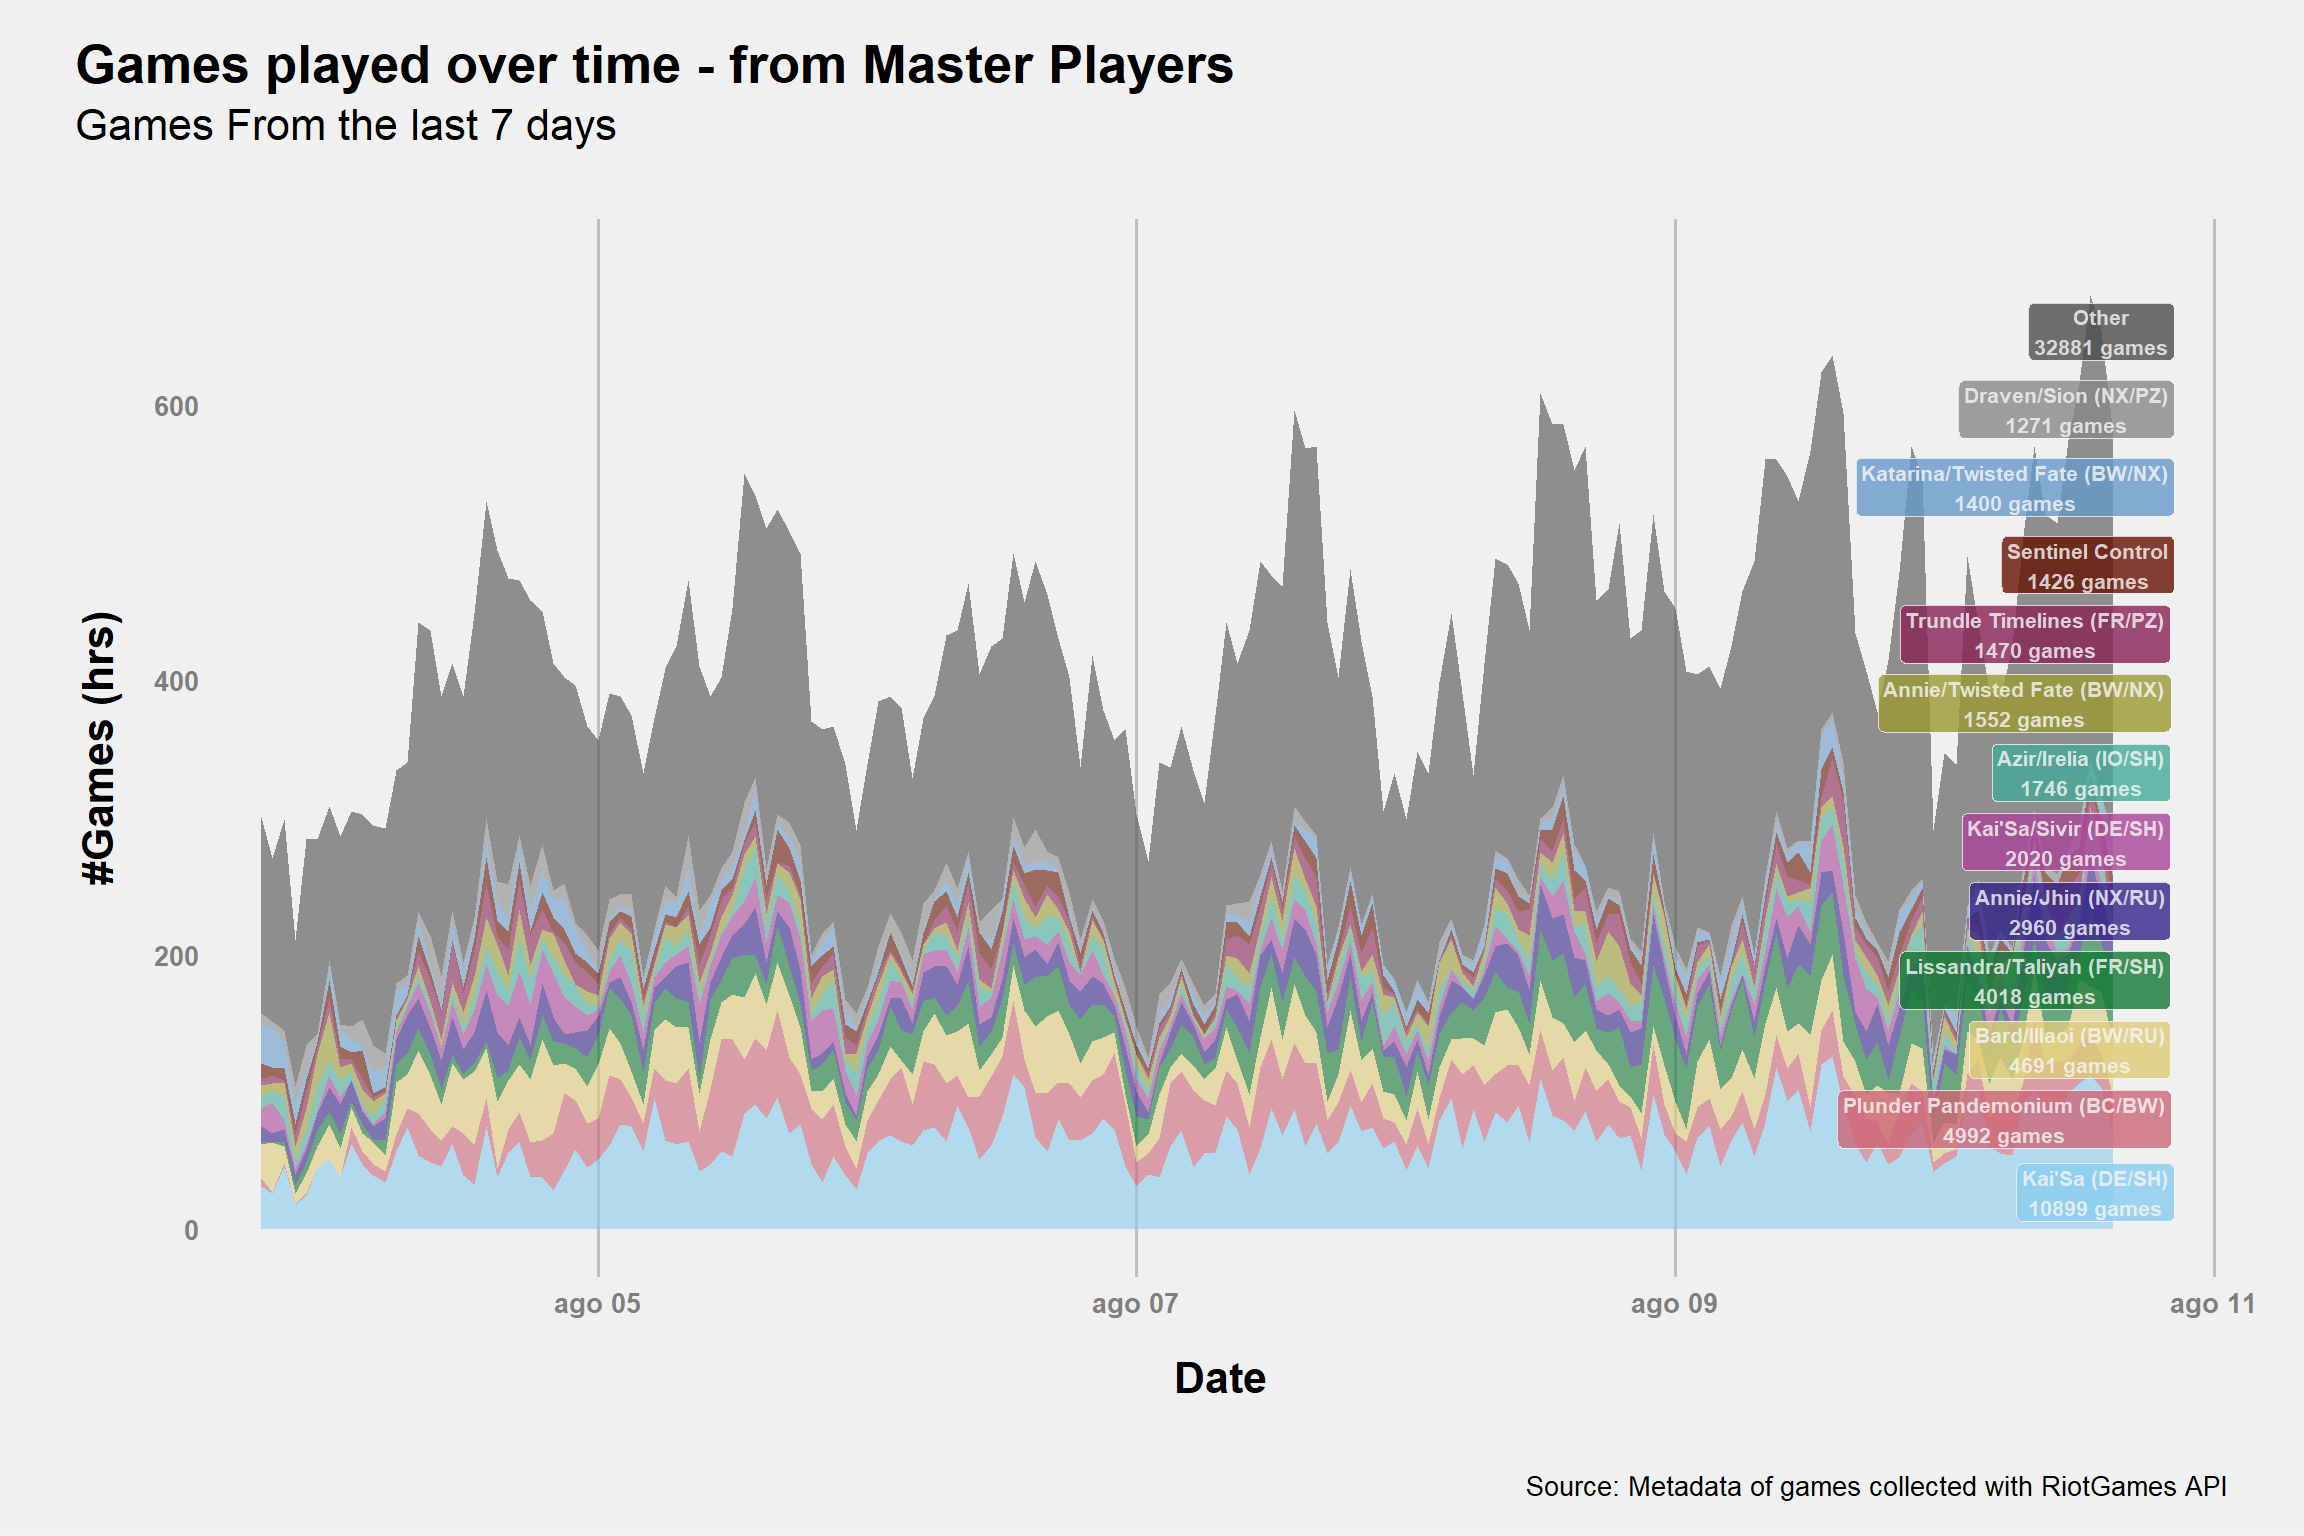 Games played over time - from Master Players
Games From the last 7 days
#Games (hrs)
600
400
200
0
Other
32881 games
Draven/Sion (NX/PZ)
1271 games
Katarina/Twisted Fate (BW/NX)
1400 games
Sentinel Control
1426 games
Trundle Timelines (FR/PZ)
1470 games
Annie/Twisted Fate (BW/NX)
1552 games
Azir/Irelia (IO/SH)
1746 games
Kai'Sa/Sivir (DE/SH)
2020 games
Annie/Jhin (NX/RU)
2960 games
Lissandra/Taliyah (FR/SH)
4018 games
Bard/Illaoi (BW/RU)
4691 games
Plunder Pandemonium (BC/BW)
4992 games
Kai'Sa (DE/SH)
10899 games
ago 05
ago 07
ago 09
ago 11
Date
Source: Metadata of games collected with RiotGames API